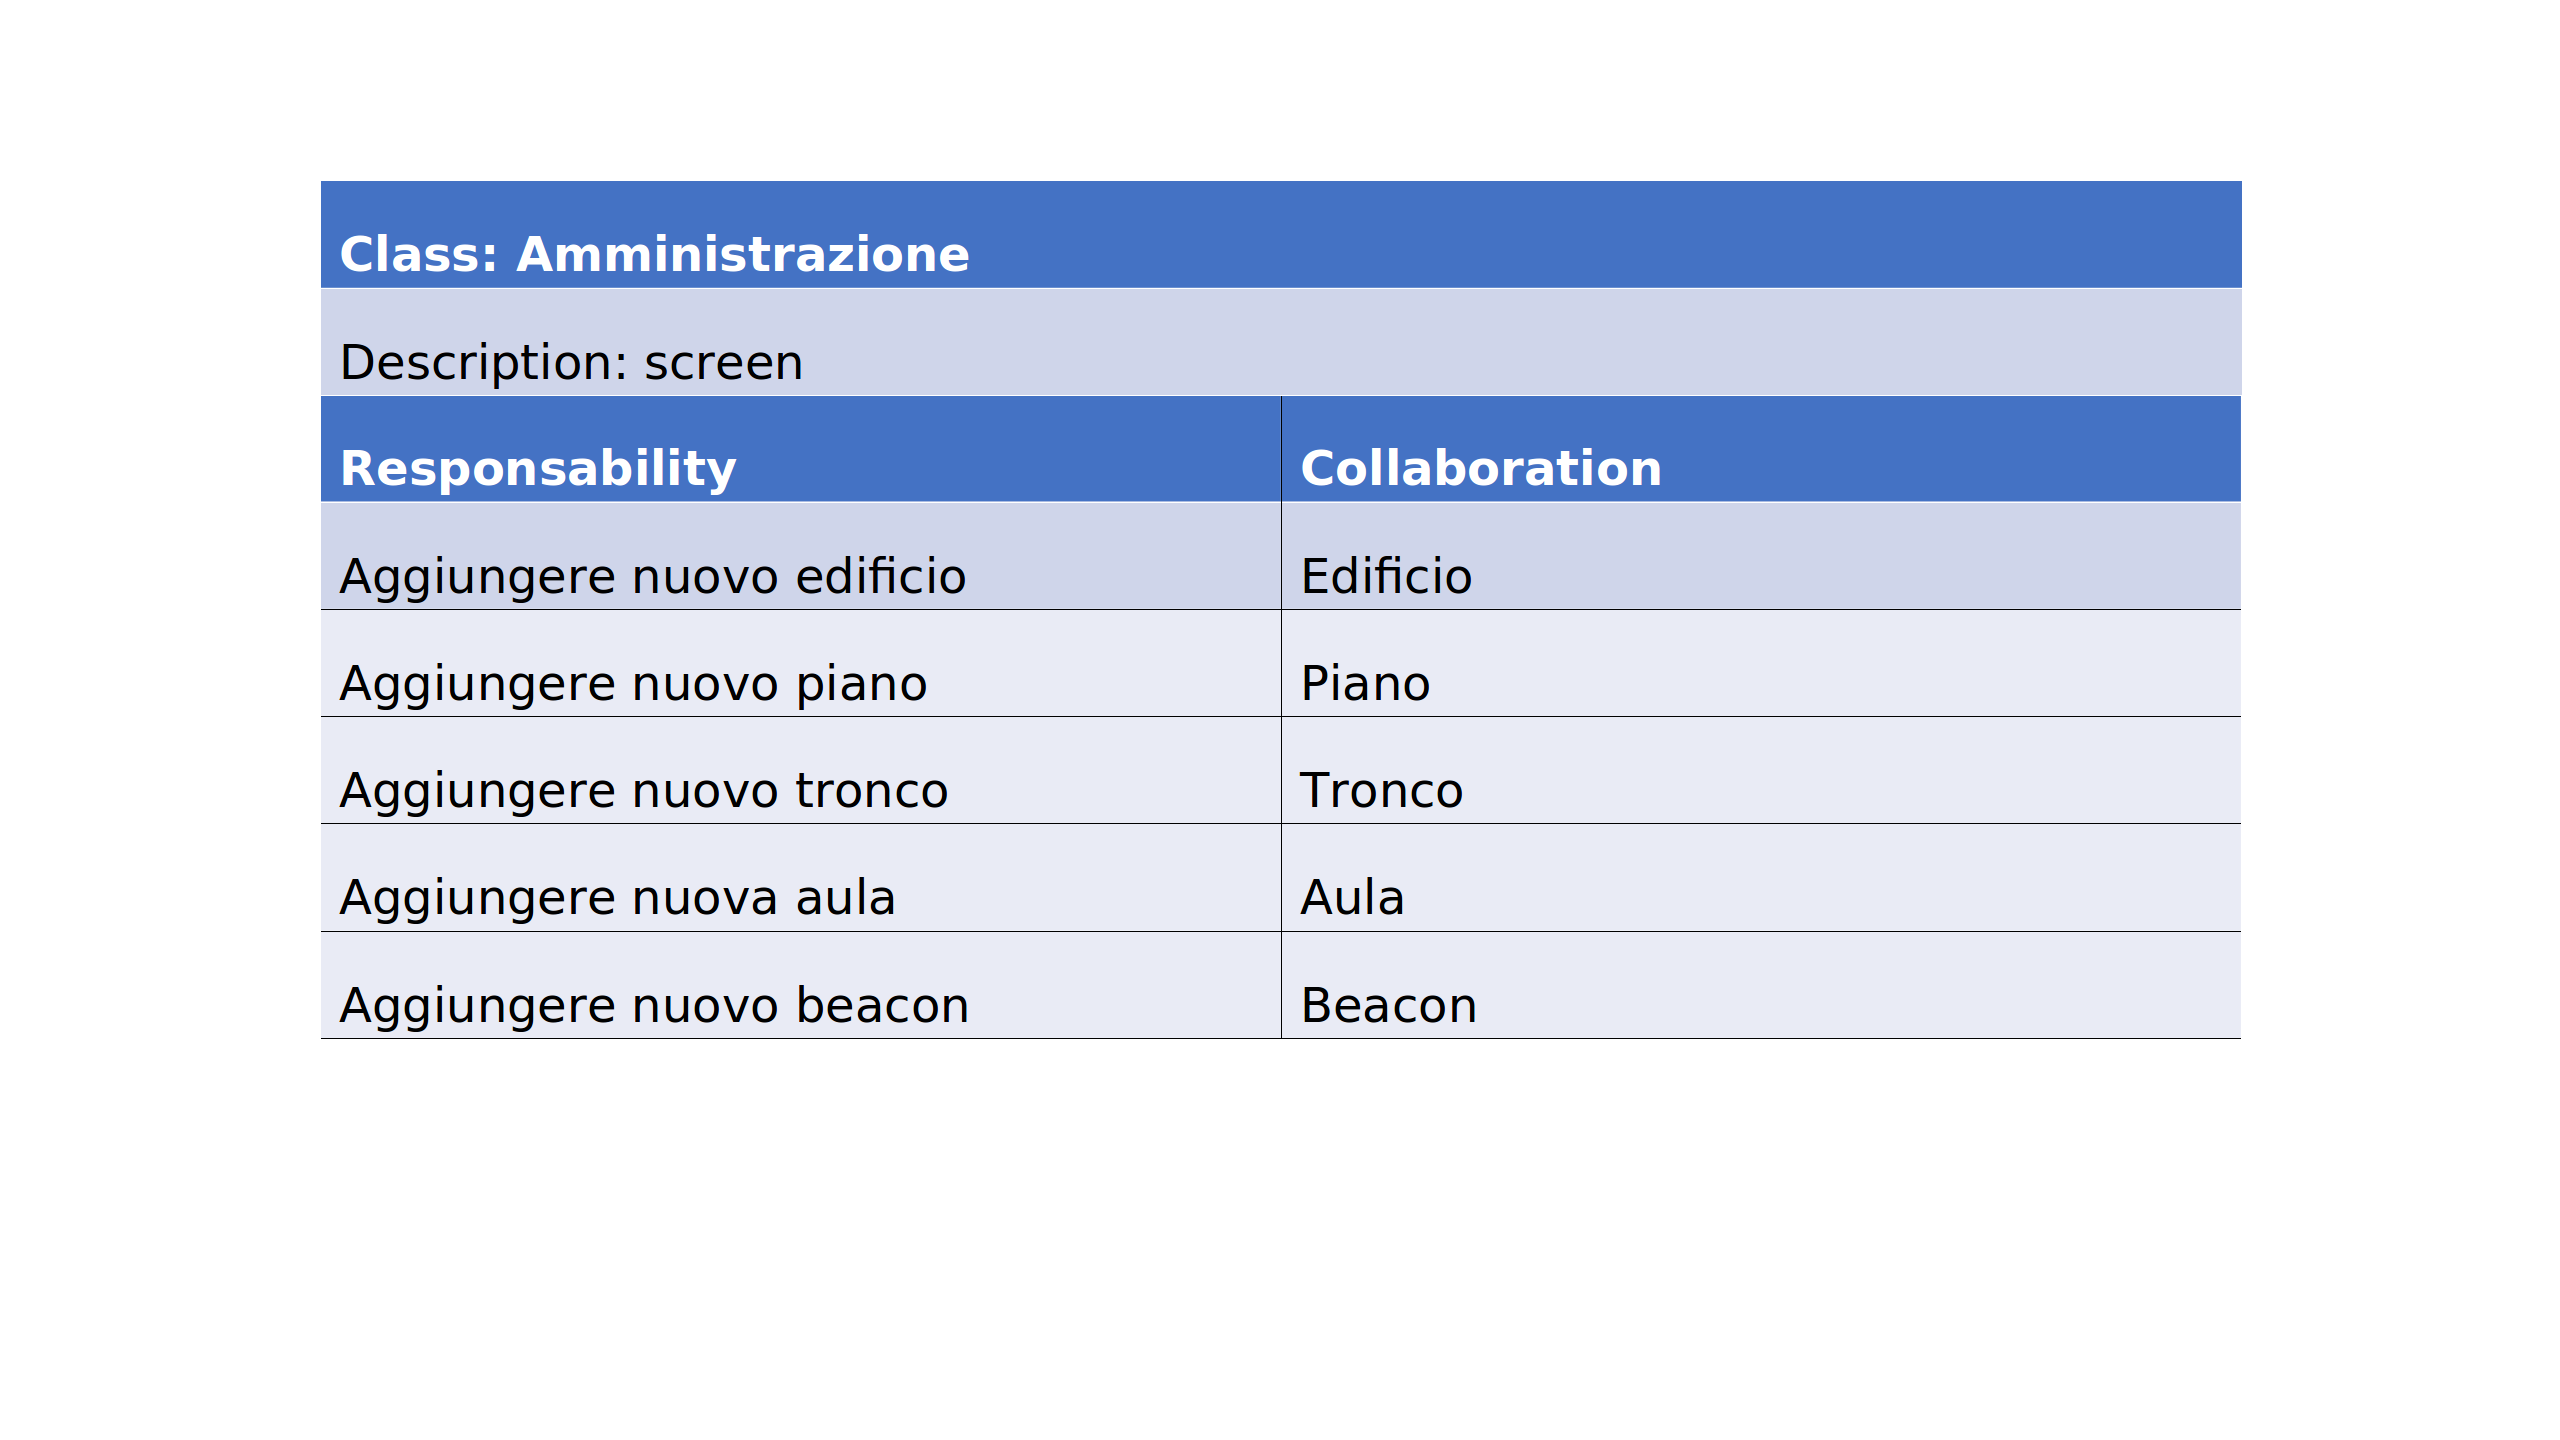 Class: Amministrazione
Description: screen
Responsability Collaboration
Aggiungere nuovo edificio Edificio
Aggiungere nuovo piano Piano
Aggiungere nuovo tronco Tronco
Aggiungere nuova aula Aula
Aggiungere nuovo beacon Beacon